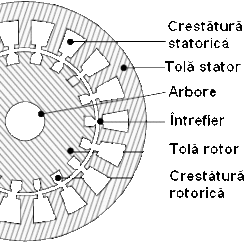 Crestătură
statorică
Tolă stator
Arbore
Întrefier
Tolă rotor
Crestătură
rotorică